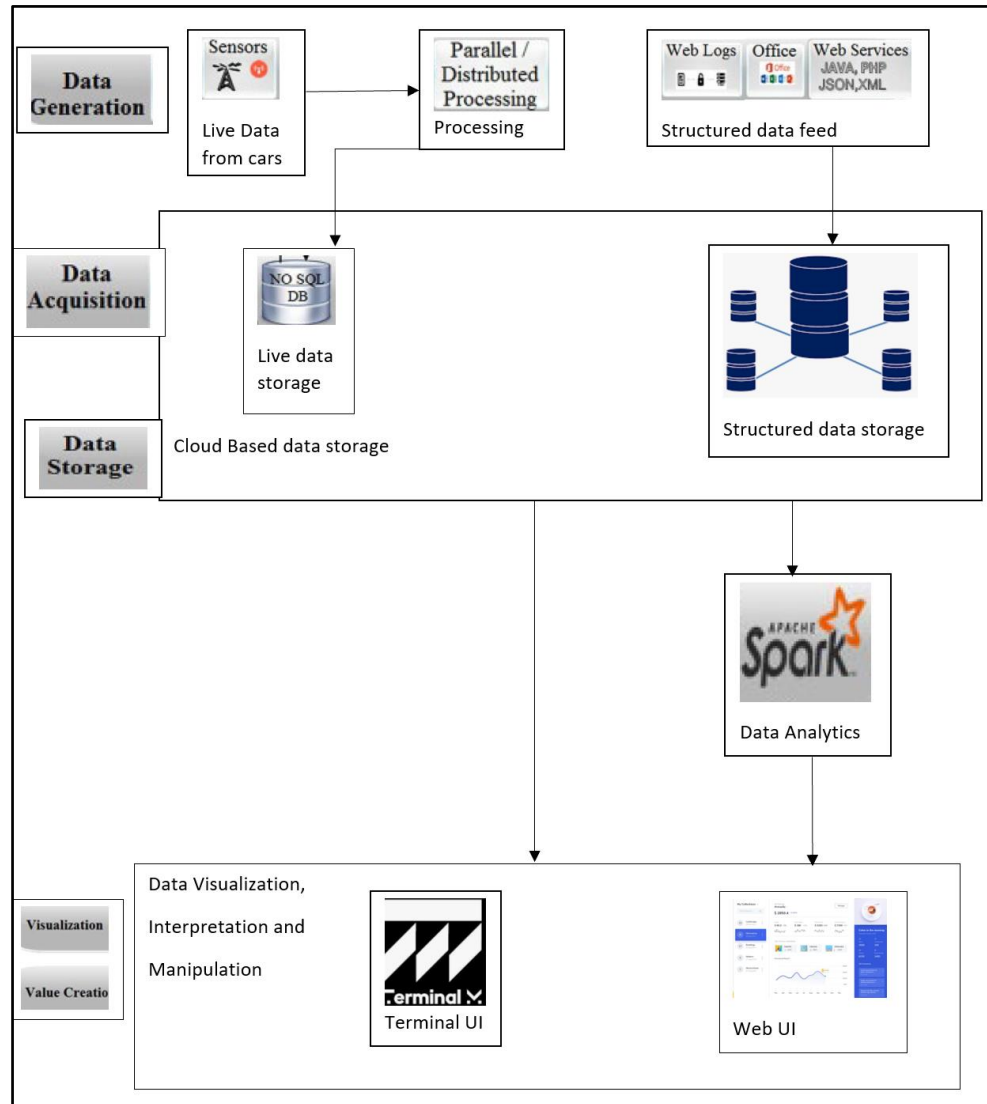 Data
Generation
Sensors
Live Data
from cars
Parallel /
Distributed
Processing
Processing
Web Logs
Office
Office
Web Services
JAVA, PHP
JSON,XML
Structured data feed
Data
Acquisition
NO SQL
DB
Live data
storage
Structured data storage
Data
Storage
Cloud Based data storage
APACHE
Spark
Data Analytics
Visualization
Value Creatio
Data Visualization,
Interpretation and
Manipulation
Terminal
Terminal UI
Web UI